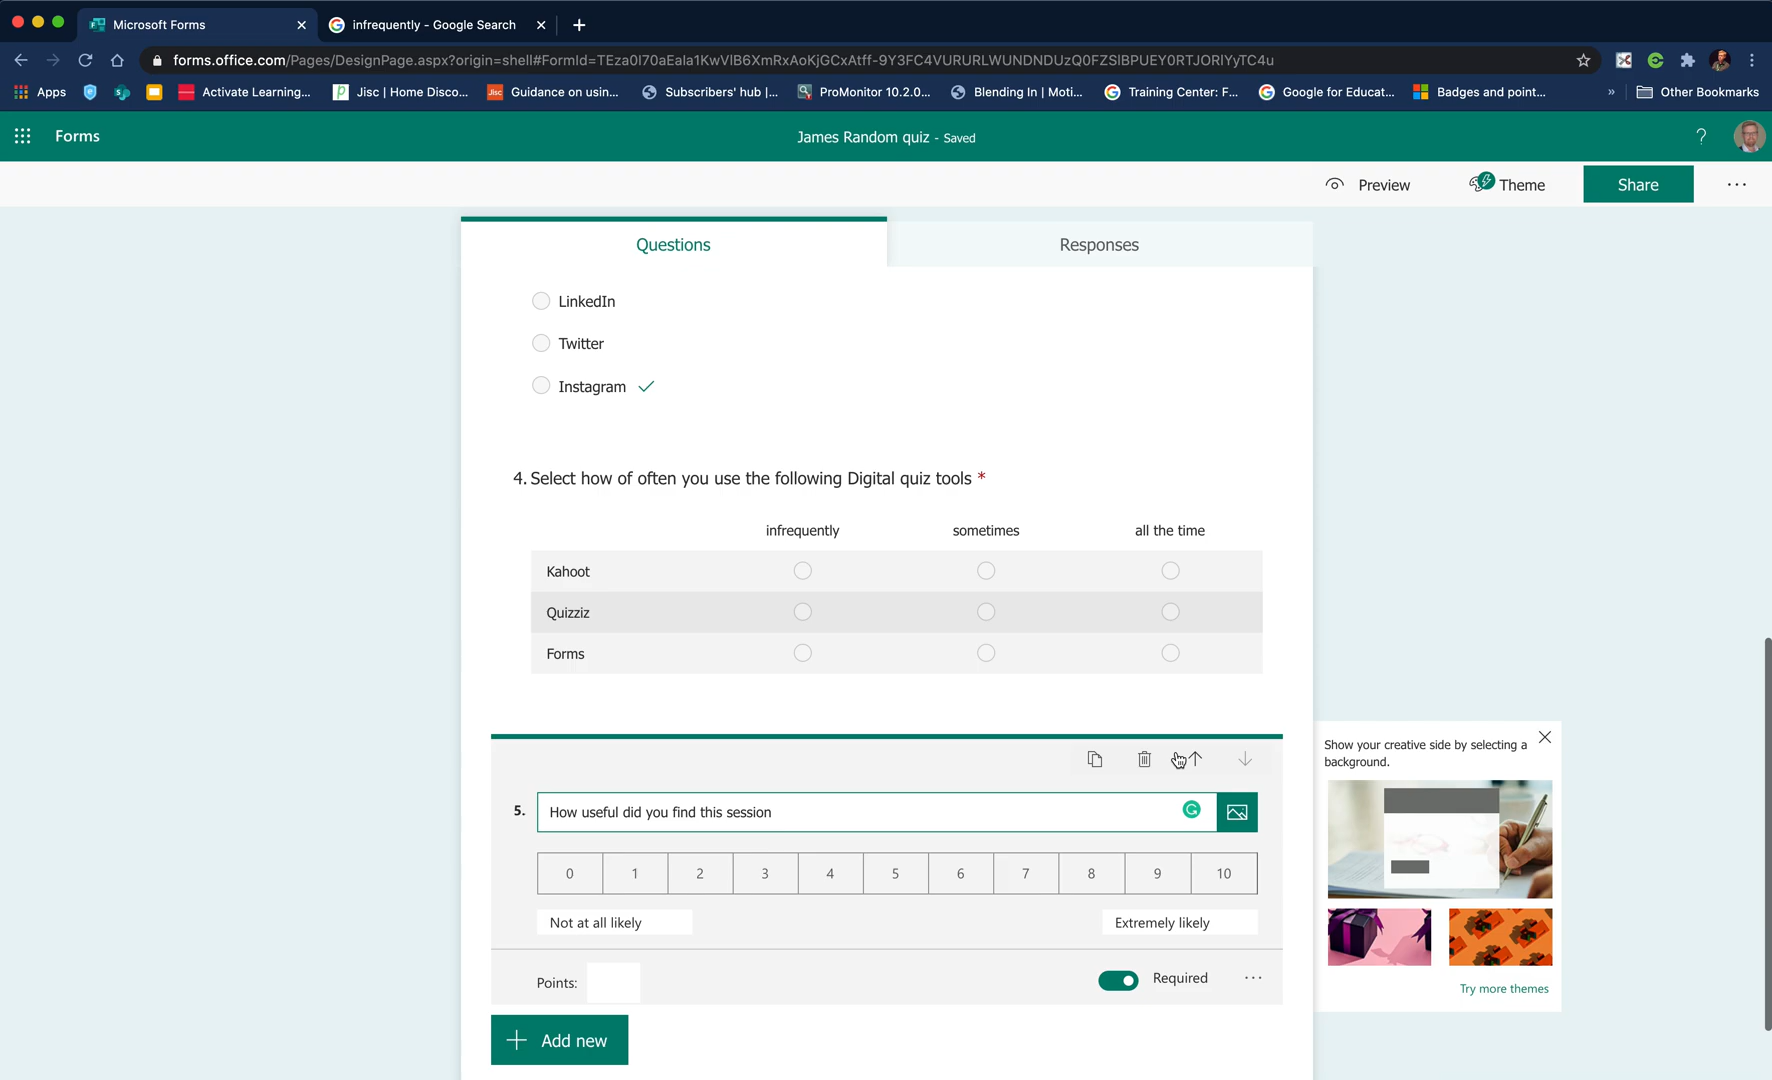 Microsoft Forms
infrequently - Google Search
forms.office.com/Pages/DesignPage.aspx?origin=shell#FormId=TEza0I70aEaIa1KwVlB6XmRxAoKjGCxAtff-9Y3FC4VURURLWUNDNDUzQ0FZSlBPUEY0RTJORlYyTC4u
Apps
Activate Learning...
Jisc
Jisc | Home Disco...
Guidance on usin...
Subscribers' hub |...
ProMonitor 10.2.0...
Blending In | Moti...
Training Center: F...
Google for Educat...
Badges and point...
»
Other Bookmarks
Forms
James Random quiz - Saved
?
Preview
Theme
Share
Questions
Responses
LinkedIn
Twitter
Instagram
4. Select how of often you use the following Digital quiz tools *
infrequently sometimes all the time
Kahoot
Quizziz
Forms
5. How useful did you find this session
0 1 2 3 4 5 6 7 8 9 10
Not at all likely
Extremely likely
Points:
Required
Add new
Show your creative side by selecting a
background.
Try more themes